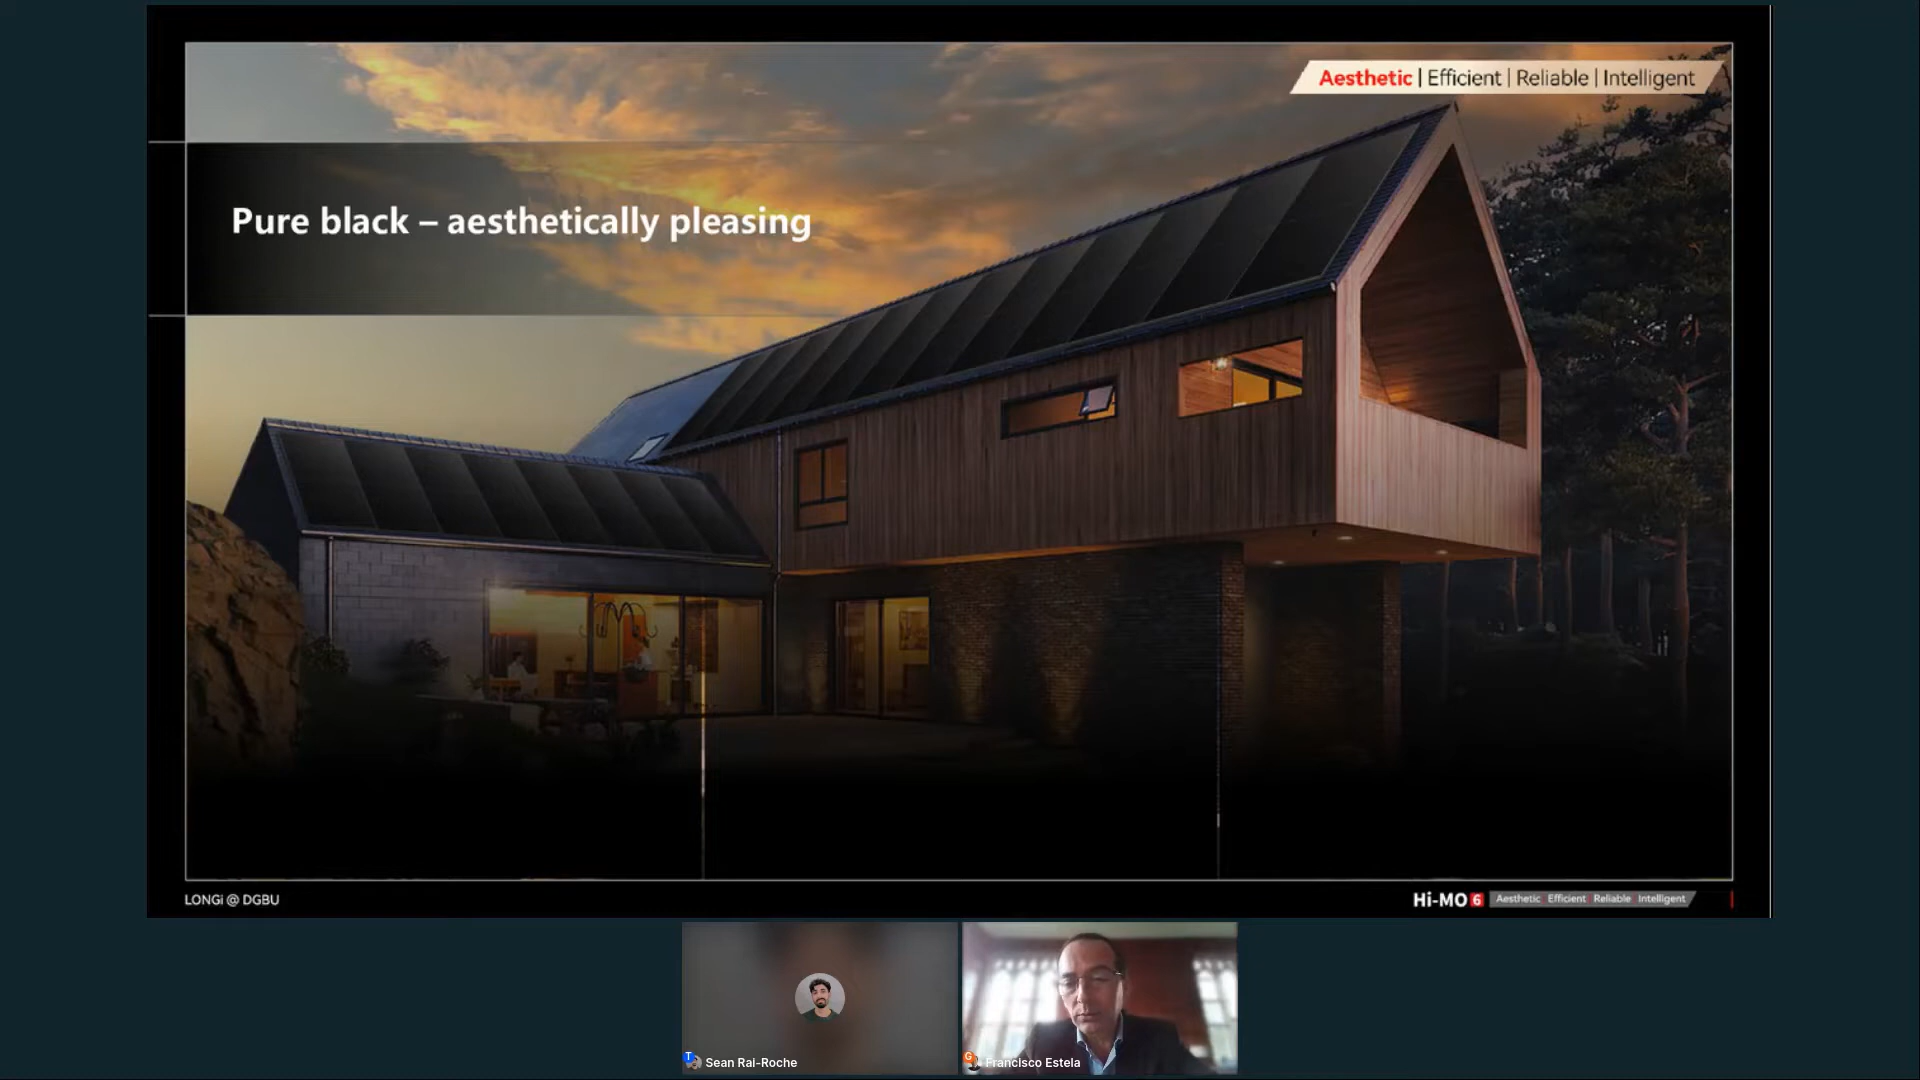 Aesthetic | Efficient | Reliable | Intelligent
Pure black – aesthetically pleasing
LONGi @ DGBU
Hi-MO 6 Aesthetic Efficient Reliable Intelligent
T Sean Rai-Roche
G Francisco Estela